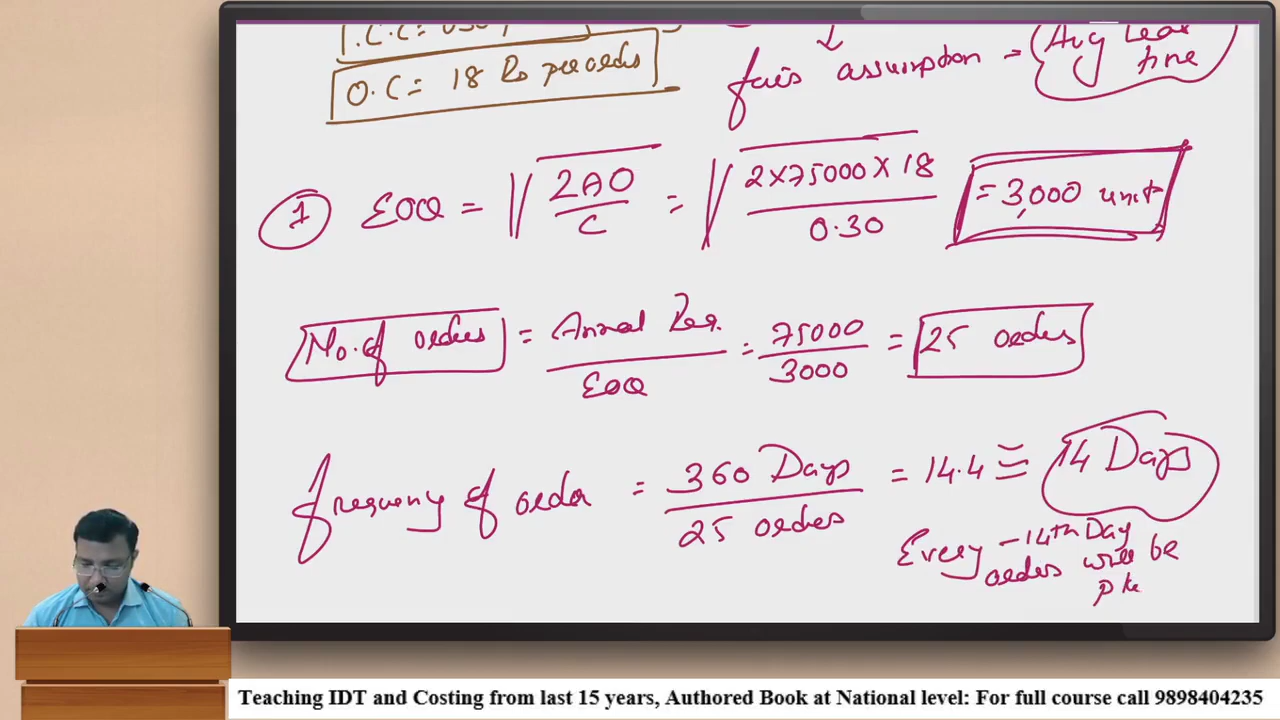 .C.C=
O.C = 18 Rs per order
↓
fair assumption → Avg Lead time
1 EOQ = √2AO/C = √2×75000×18/0.30 = 3,000 unit
No. of orders = Annual Req./EOQ = 75000/3000 = 25 orders
frequency of order = 360 Days/25 orders = 14.4 ≅ 14 Days
Every 14th Day
orders will be
Teaching IDT and Costing from last 15 years, Authored Book at National level: For full course call 9898404235